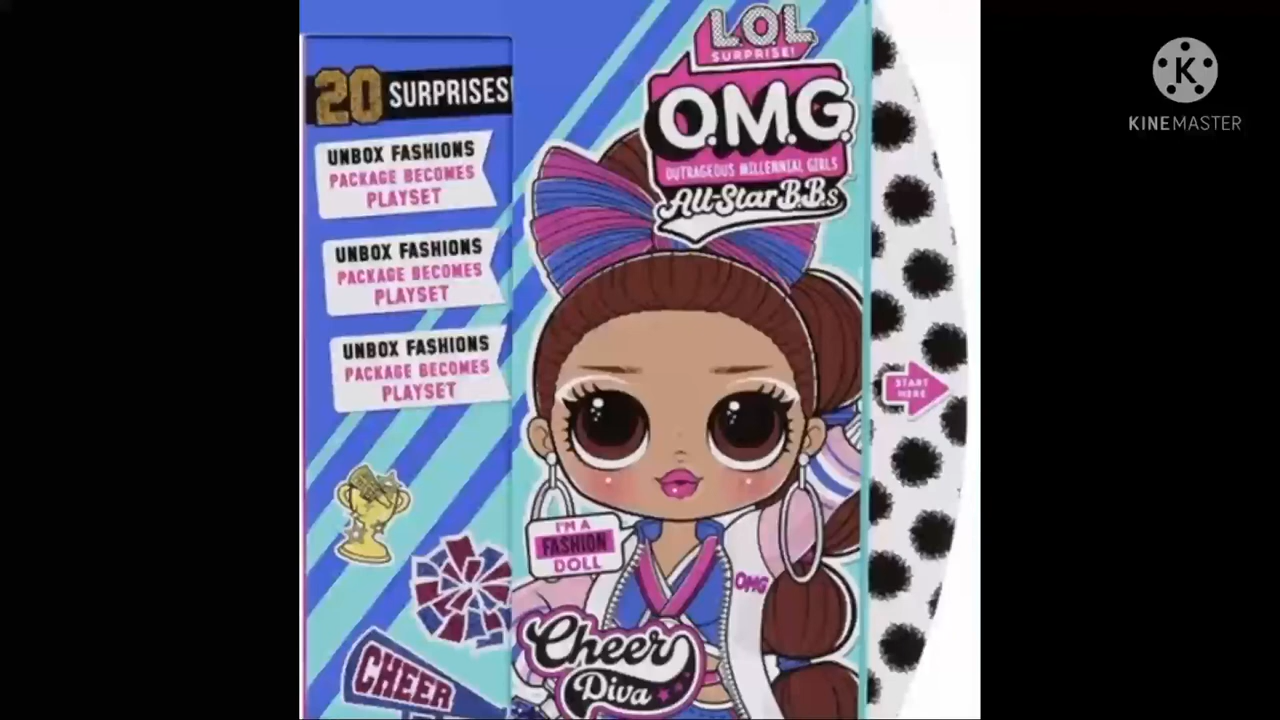 20 SURPRISES
UNBOX FASHIONS
PACKAGE BECOMES
PLAYSET
UNBOX FASHIONS
PACKAGE BECOMES
PLAYSET
UNBOX FASHIONS
PACKAGE BECOMES
PLAYSET
CHEER
L.O.L.
SURPRISE!
O.M.G.
OUTRAGEOUS MILLENNIAL GIRLS
All-Star B.B.s
I'M A
FASHION
DOLL
OMG
Cheer
Diva
START
HERE
K
KINEMASTER